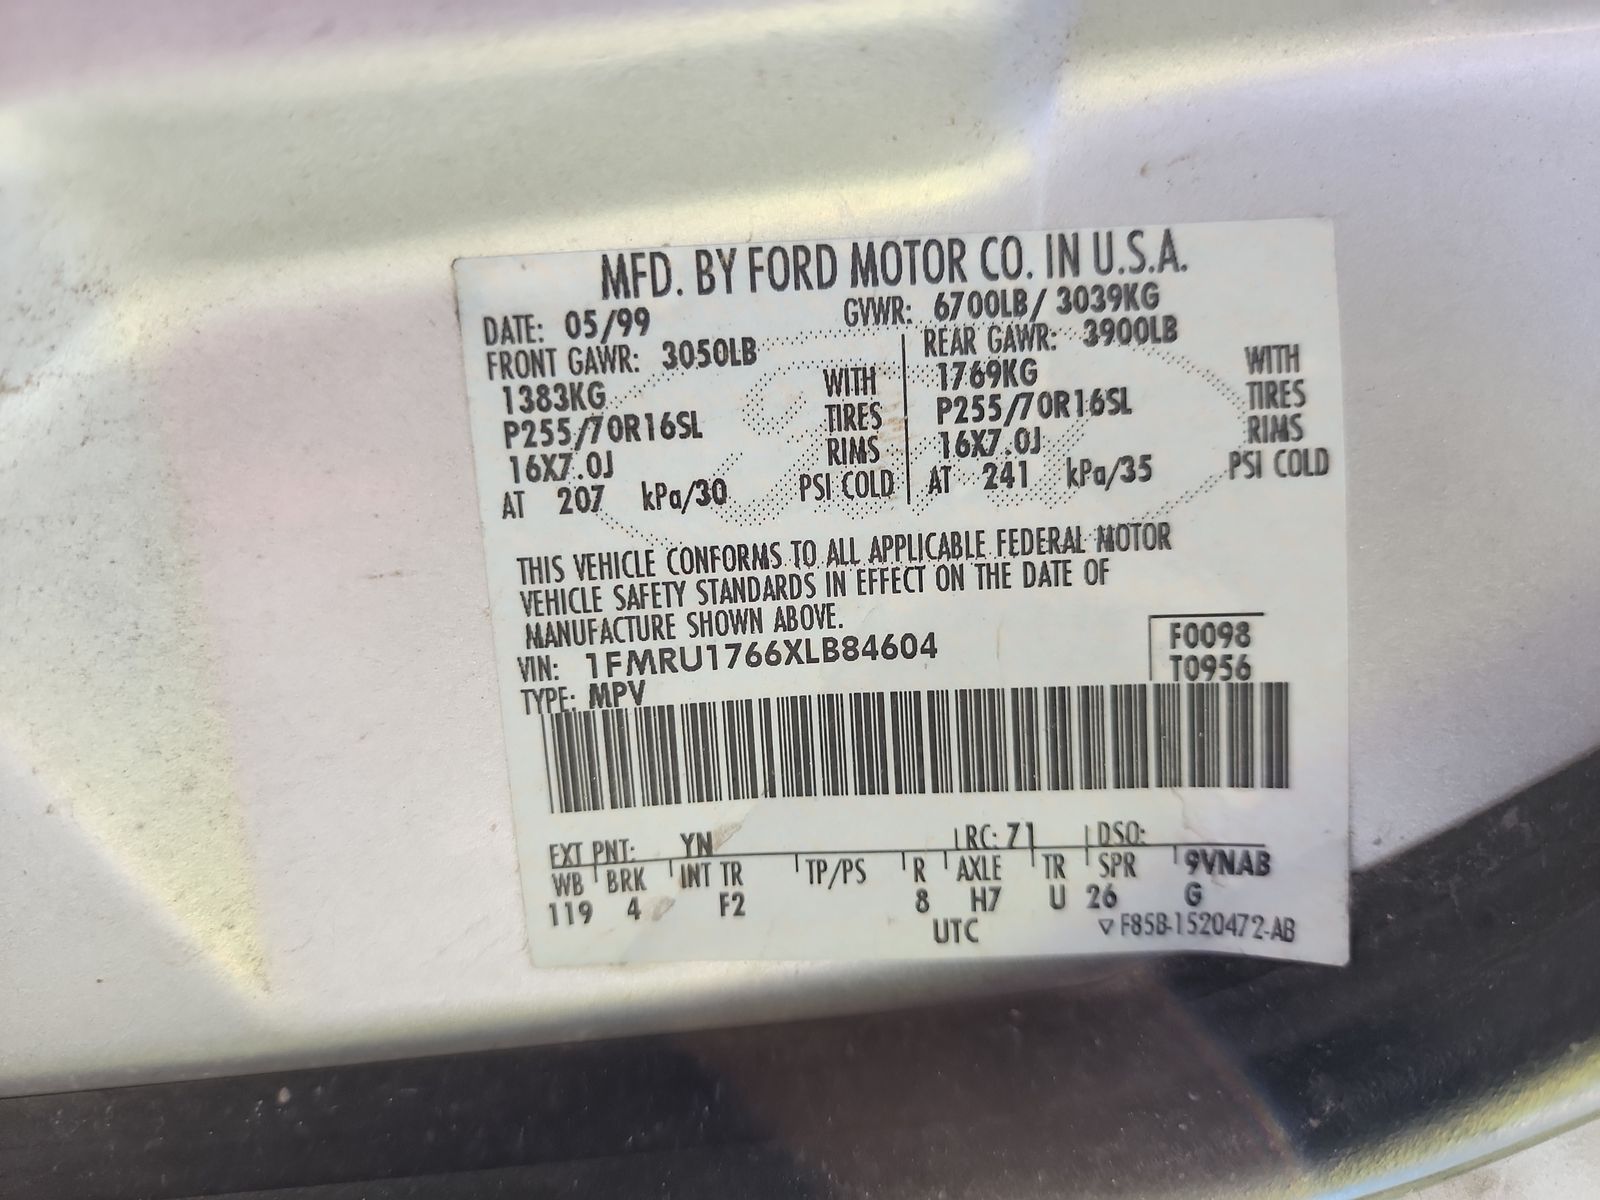 MFD. BY FORD MOTOR CO. IN U.S.A.
DATE: 05/99 GVWR: 6700LB/ 3039KG
FRONT GAWR: 3050LB REAR GAWR: 3900LB
1383KG WITH 1769KG WITH
P255/70R16SL TIRES P255/70R16SL TIRES
16X7.0J RIMS 16X7.0J RIMS
AT 207 kPa/30 PSI COLD AT 241 kPa/35 PSI COLD
THIS VEHICLE CONFORMS TO ALL APPLICABLE FEDERAL MOTOR
VEHICLE SAFETY STANDARDS IN EFFECT ON THE DATE OF
MANUFACTURE SHOWN ABOVE.
VIN: 1FMRU1766XLB84604 F0098
TYPE: MPV T0956
EXT PNT: YN RC: 71 DSO:
WB BRK INT TR TP/PS R AXLE TR SPR 9VNAB
119 4 F2 8 H7 U 26 G
UTC ▽ F85B-1520472-AB